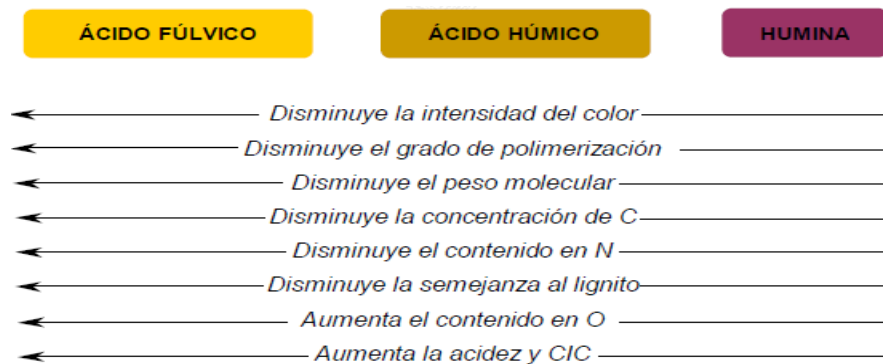 ÁCIDO FÚLVICO ÁCIDO HÚMICO HUMINA
Disminuye la intensidad del color
Disminuye el grado de polimerización
Disminuye el peso molecular
Disminuye la concentración de C
Disminuye el contenido en N
Disminuye la semejanza al lignito
Aumenta el contenido en O
Aumenta la acidez y CIC